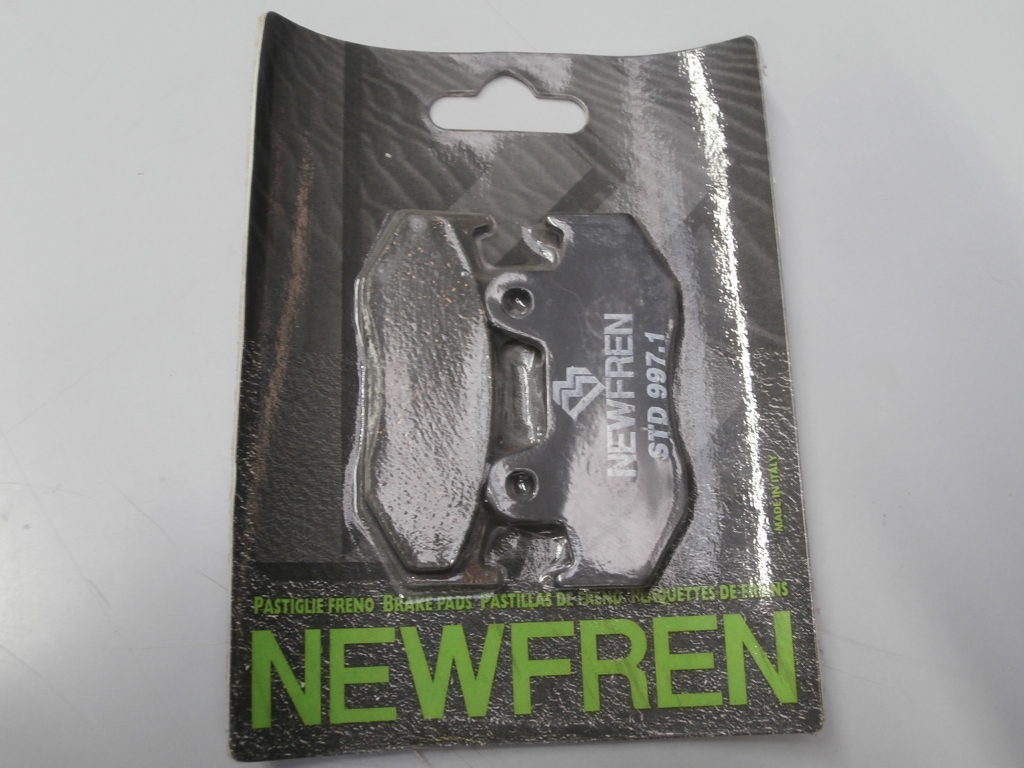 NEWFREN
STD 997.1
MADE IN ITALY
PASTIGLIE FRENO BRAKE PADS PASTILLAS DE FRENO PLAQUETTES DE FREINS
NEWFREN